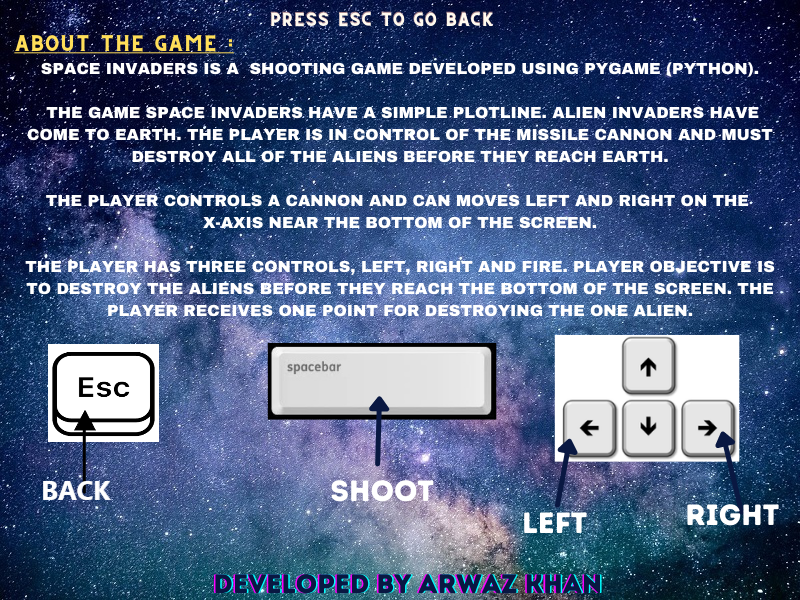 PRESS ESC TO GO BACK
ABOUT THE GAME :
SPACE INVADERS IS A SHOOTING GAME DEVELOPED USING PYGAME (PYTHON).
THE GAME SPACE INVADERS HAVE A SIMPLE PLOTLINE. ALIEN INVADERS HAVE
COME TO EARTH. THE PLAYER IS IN CONTROL OF THE MISSILE CANNON AND MUST
DESTROY ALL OF THE ALIENS BEFORE THEY REACH EARTH.
THE PLAYER CONTROLS A CANNON AND CAN MOVES LEFT AND RIGHT ON THE
X-AXIS NEAR THE BOTTOM OF THE SCREEN.
THE PLAYER HAS THREE CONTROLS, LEFT, RIGHT AND FIRE. PLAYER OBJECTIVE IS
TO DESTROY THE ALIENS BEFORE THEY REACH THE BOTTOM OF THE SCREEN. THE
PLAYER RECEIVES ONE POINT FOR DESTROYING THE ONE ALIEN.
Esc
spacebar
↑
← ↓ →
BACK
SHOOT
LEFT
RIGHT
DEVELOPED BY ARWAZ KHAN